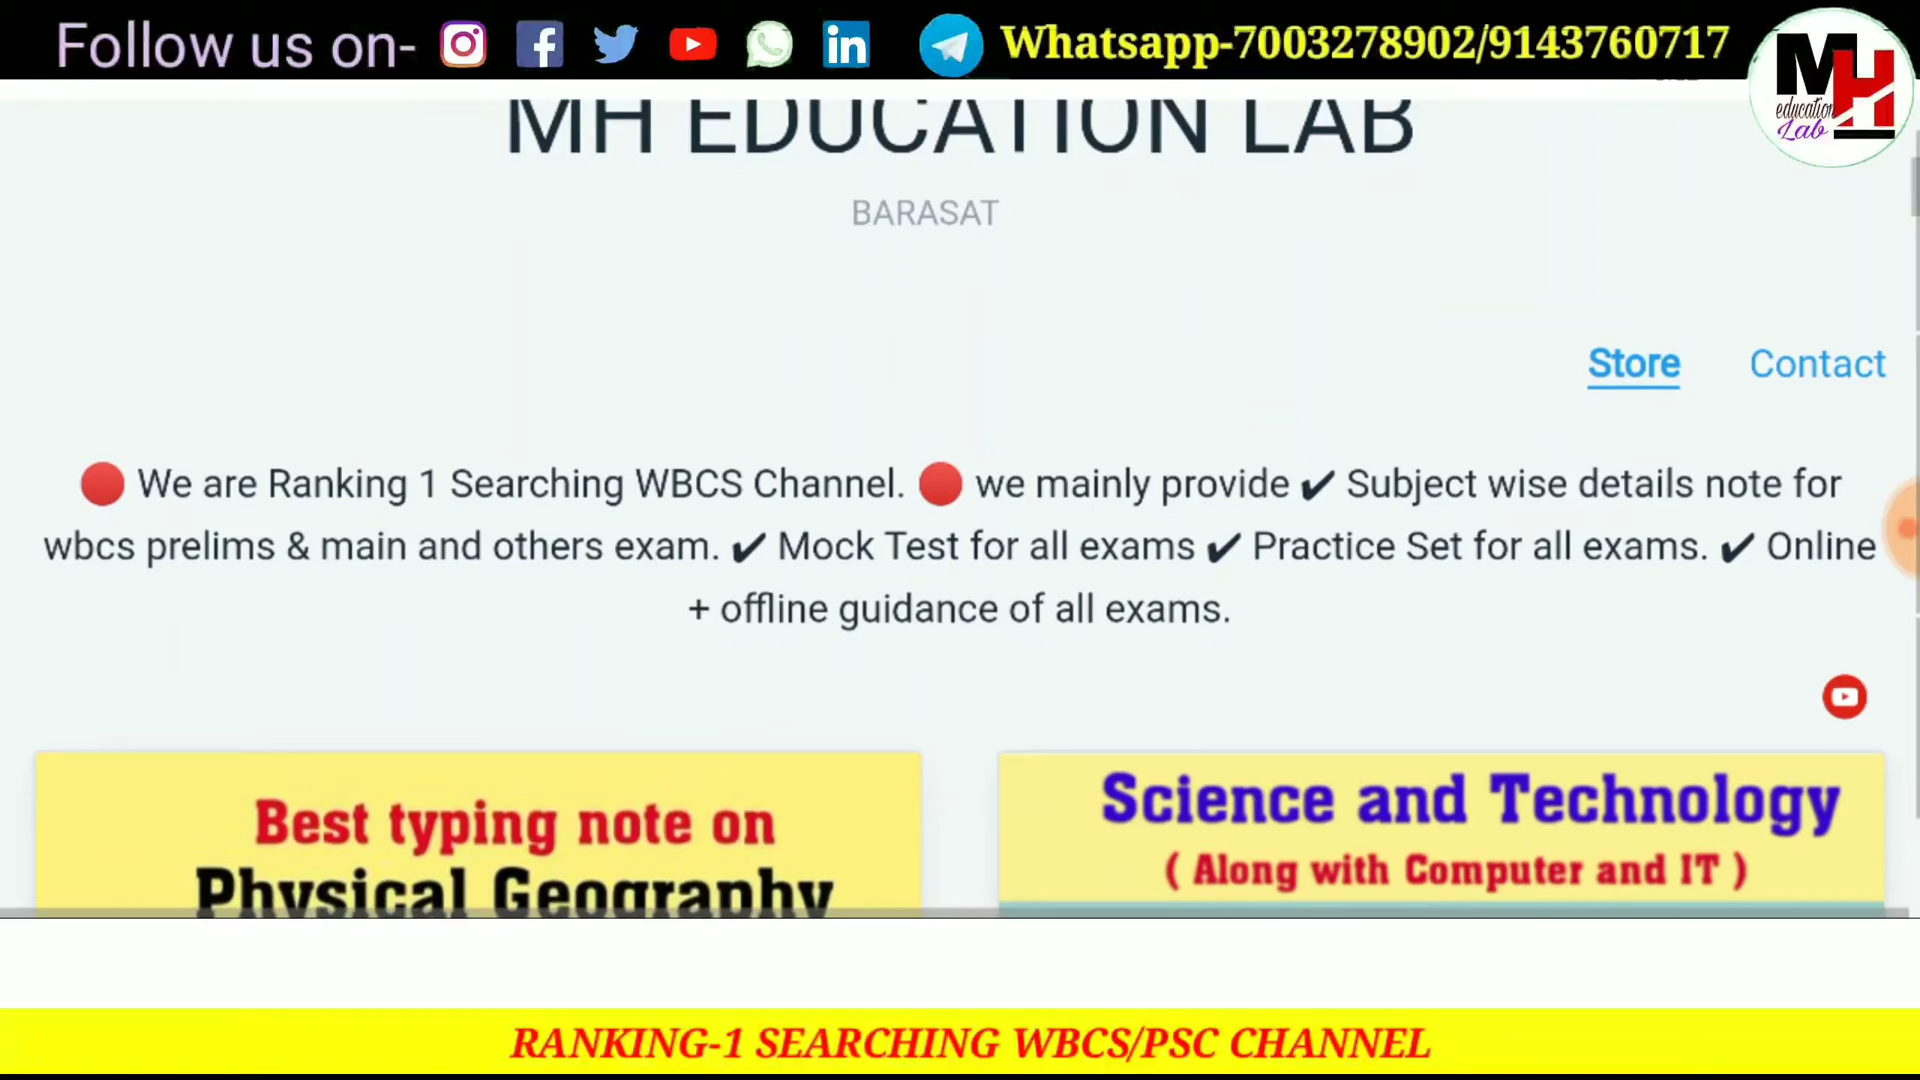 Follow us on-
Whatsapp-7003278902/9143760717
MH
education
Lab
MH EDUCATION LAB
BARASAT
Store Contact
🔴 We are Ranking 1 Searching WBCS Channel. 🔴 we mainly provide ✔ Subject wise details note for
wbcs prelims & main and others exam. ✔ Mock Test for all exams ✔ Practice Set for all exams. ✔ Online
+ offline guidance of all exams.
Best typing note on
Physical Geography
Science and Technology
( Along with Computer and IT )
RANKING-1 SEARCHING WBCS/PSC CHANNEL